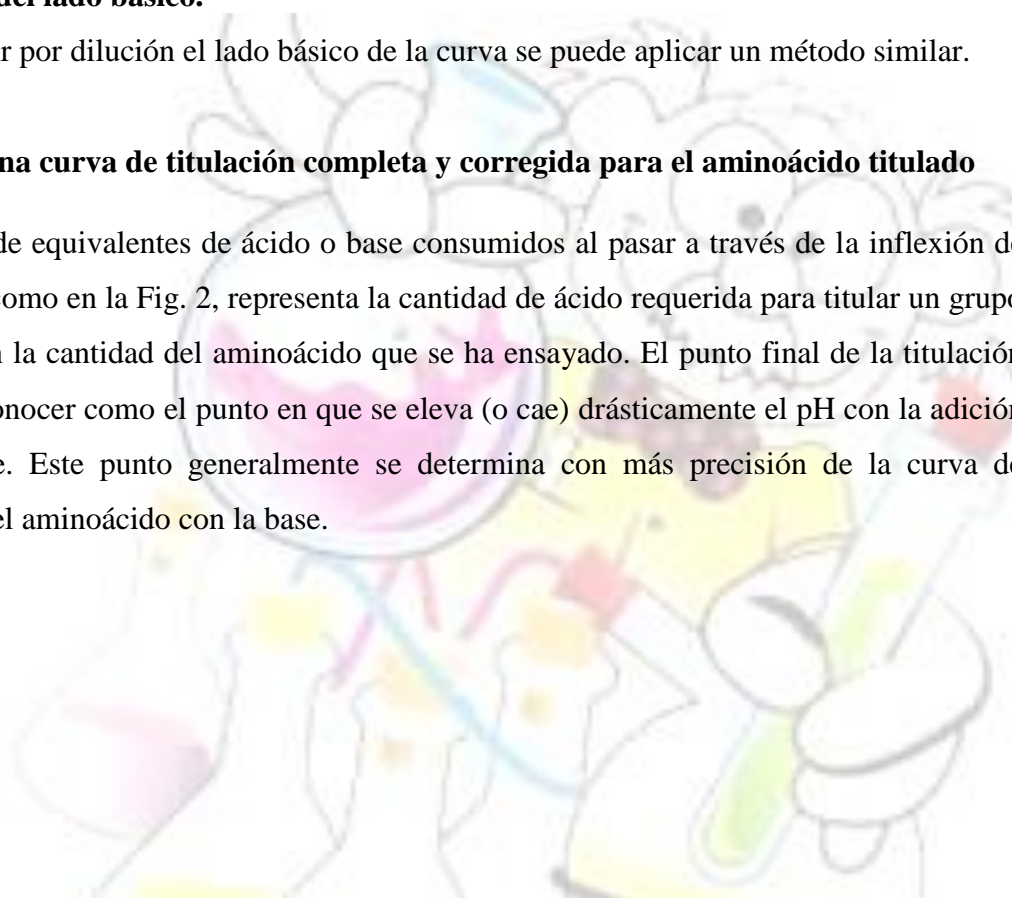 del lado básico.
r por dilución el lado básico de la curva se puede aplicar un método similar.
na curva de titulación completa y corregida para el aminoácido titulado
de equivalentes de ácido o base consumidos al pasar a través de la inflexión de
como en la Fig. 2, representa la cantidad de ácido requerida para titular un grupo
n la cantidad del aminoácido que se ha ensayado. El punto final de la titulación
onocer como el punto en que se eleva (o cae) drásticamente el pH con la adición
e. Este punto generalmente se determina con más precisión de la curva de
el aminoácido con la base.